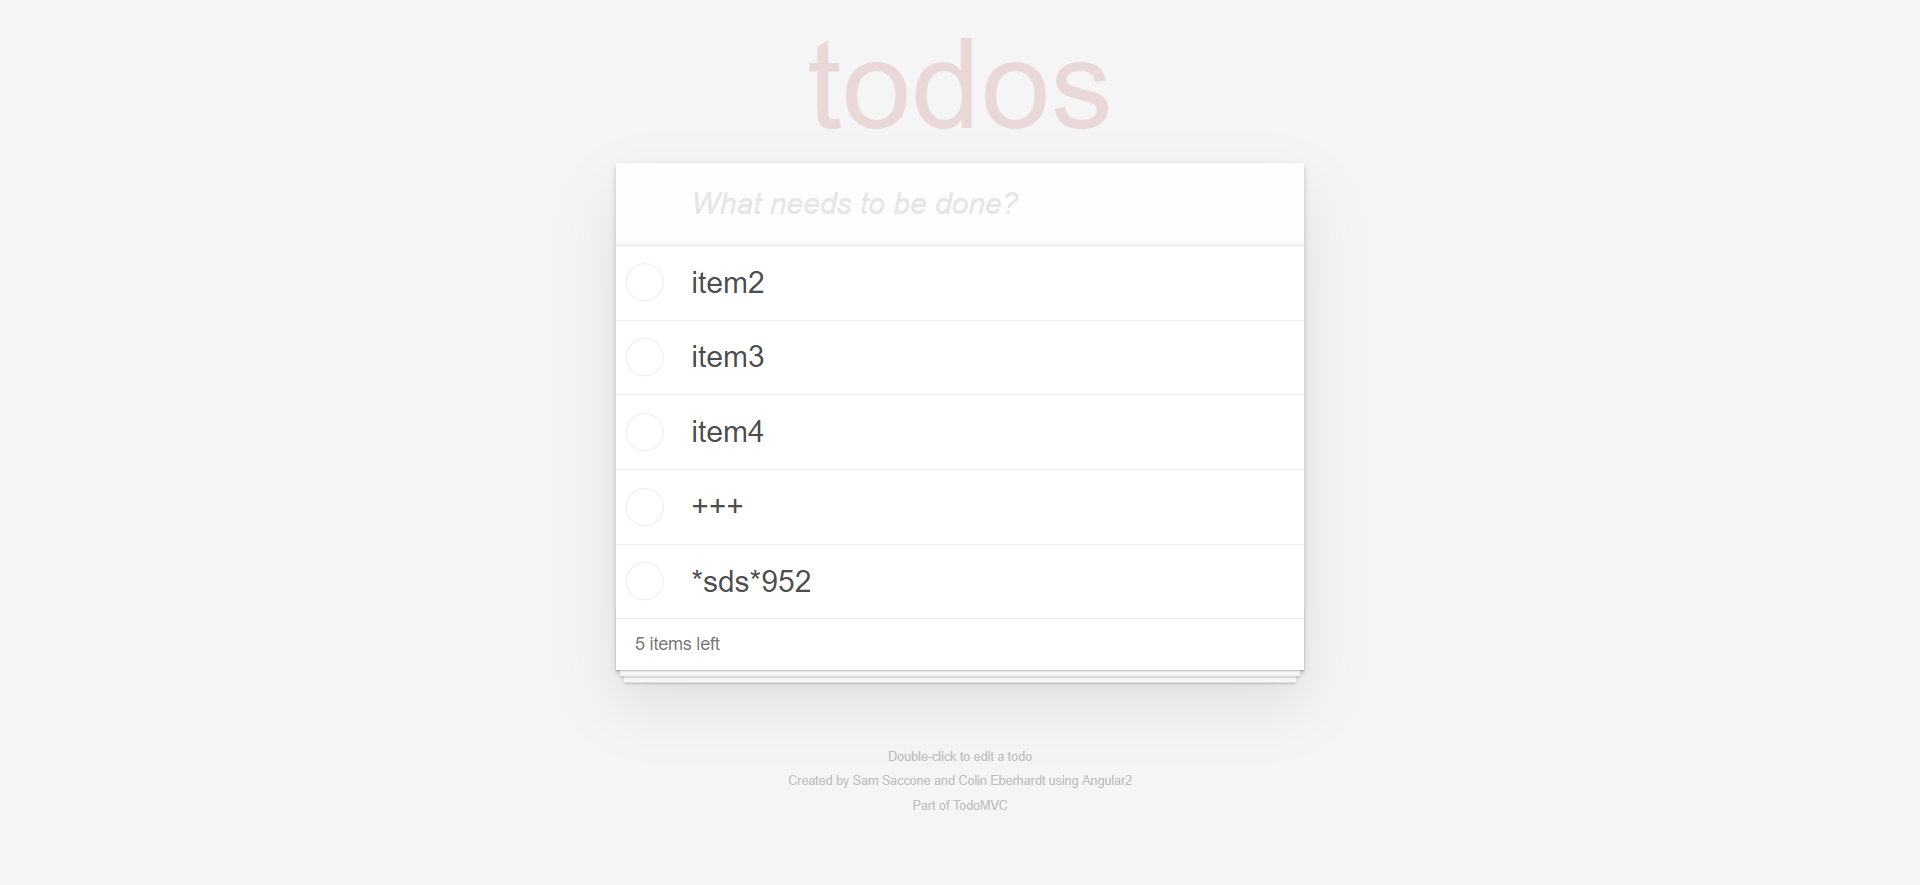 todos
What needs to be done?
item2
item3
item4
+++
*sds*952
5 items left
Double-click to edit a todo
Created by Sam Saccone and Colin Eberhardt using Angular2
Part of TodoMVC